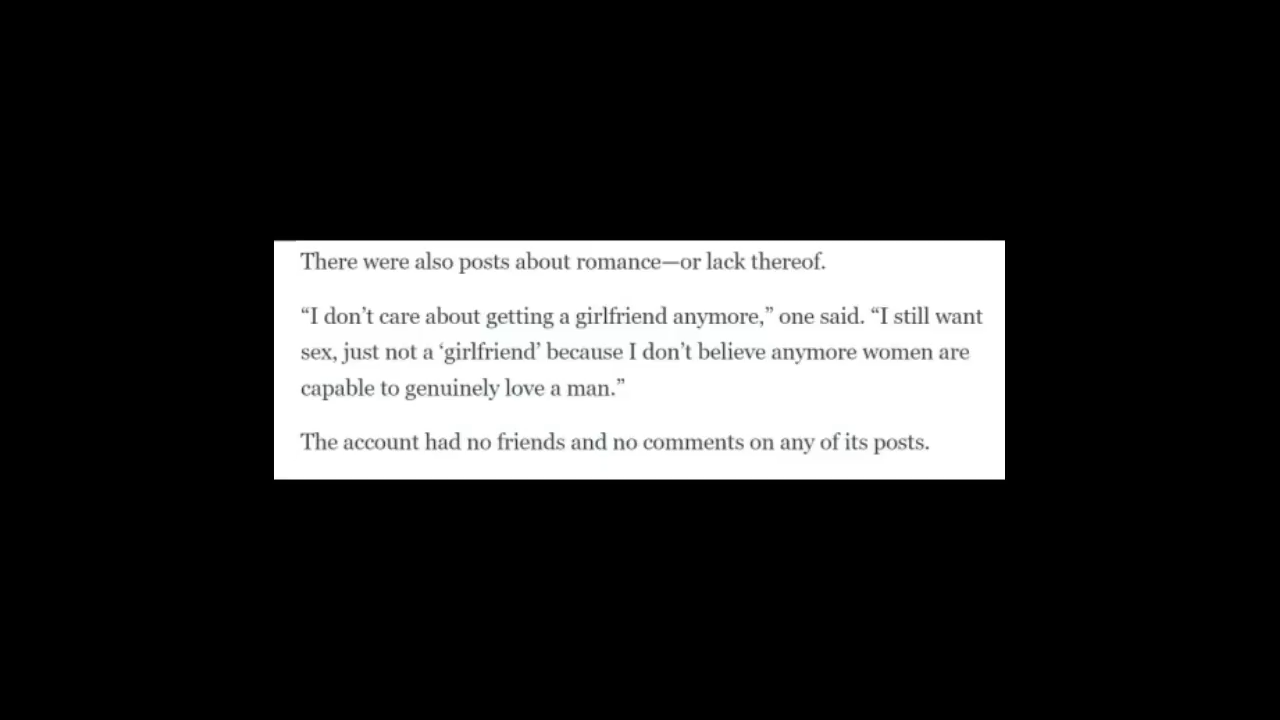 There were also posts about romance—or lack thereof.
“I don’t care about getting a girlfriend anymore,” one said. “I still want
sex, just not a ‘girlfriend’ because I don’t believe anymore women are
capable to genuinely love a man.”
The account had no friends and no comments on any of its posts.